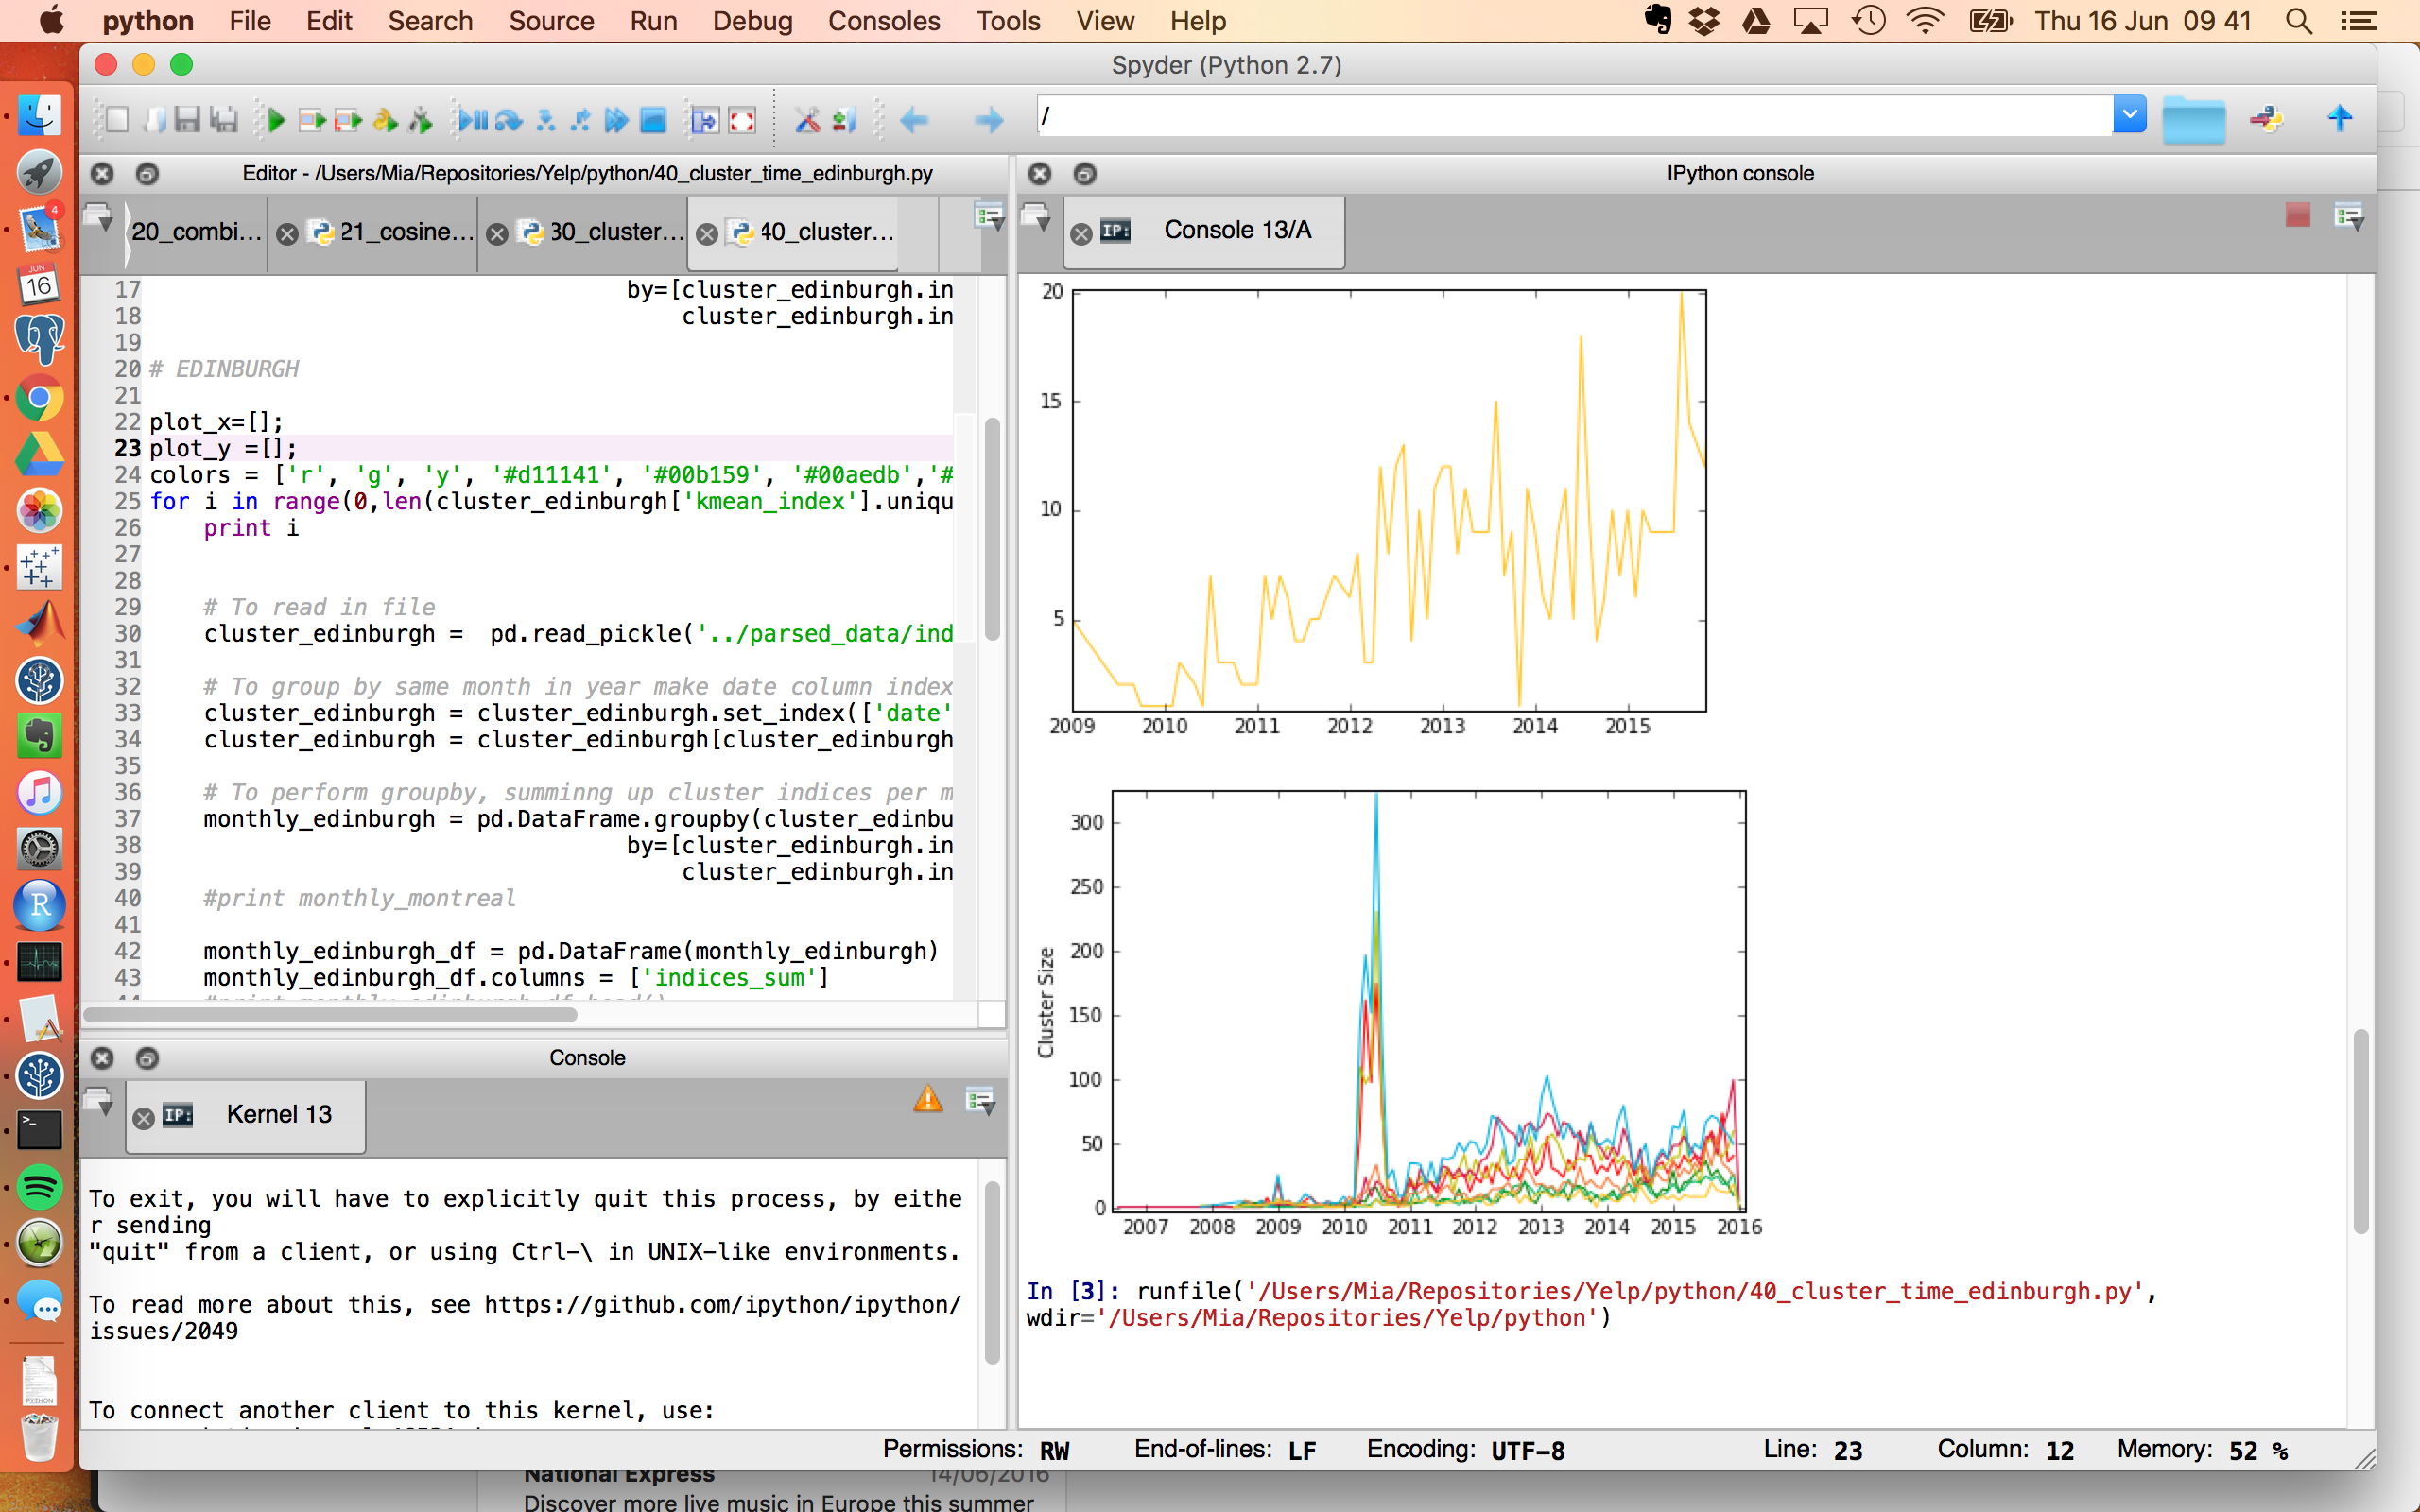 python File Edit Search Source Run Debug Consoles Tools View Help Thu 16 Jun 09 41
Spyder (Python 2.7)
/
Editor - /Users/Mia/Repositories/Yelp/python/40_cluster_time_edinburgh.py
20_combi... 21_cosine... 30_cluster... 40_cluster...
17 by=[cluster_edinburgh.in
18 cluster_edinburgh.in
19
20 # EDINBURGH
21
22 plot_x=[];
23 plot_y =[];
24 colors = ['r', 'g', 'y', '#d11141', '#00b159', '#00aedb','#
25 for i in range(0,len(cluster_edinburgh['kmean_index'].uniqu
26 print i
27
28
29 # To read in file
30 cluster_edinburgh = pd.read_pickle('../parsed_data/ind
31
32 # To group by same month in year make date column index
33 cluster_edinburgh = cluster_edinburgh.set_index(['date'
34 cluster_edinburgh = cluster_edinburgh[cluster_edinburgh
35
36 # To perform groupby, summinng up cluster indices per m
37 monthly_edinburgh = pd.DataFrame.groupby(cluster_edinbu
38 by=[cluster_edinburgh.in
39 cluster_edinburgh.in
40 #print monthly_montreal
41
42 monthly_edinburgh_df = pd.DataFrame(monthly_edinburgh)
43 monthly_edinburgh_df.columns = ['indices_sum']
Console
IP: Kernel 13
To exit, you will have to explicitly quit this process, by eithe
r sending
"quit" from a client, or using Ctrl-\ in UNIX-like environments.
To read more about this, see https://github.com/ipython/ipython/
issues/2049
To connect another client to this kernel, use:
IPython console
IP: Console 13/A
20
15
10
5
2009 2010 2011 2012 2013 2014 2015
Cluster Size
300
250
200
150
100
50
0
2007 2008 2009 2010 2011 2012 2013 2014 2015 2016
In [3]: runfile('/Users/Mia/Repositories/Yelp/python/40_cluster_time_edinburgh.py',
wdir='/Users/Mia/Repositories/Yelp/python')
Permissions: RW End-of-lines: LF Encoding: UTF-8 Line: 23 Column: 12 Memory: 52 %
National Express 14/06/2016
Discover more live music in Europe this summer
4
JUN
16
R
PYTHON